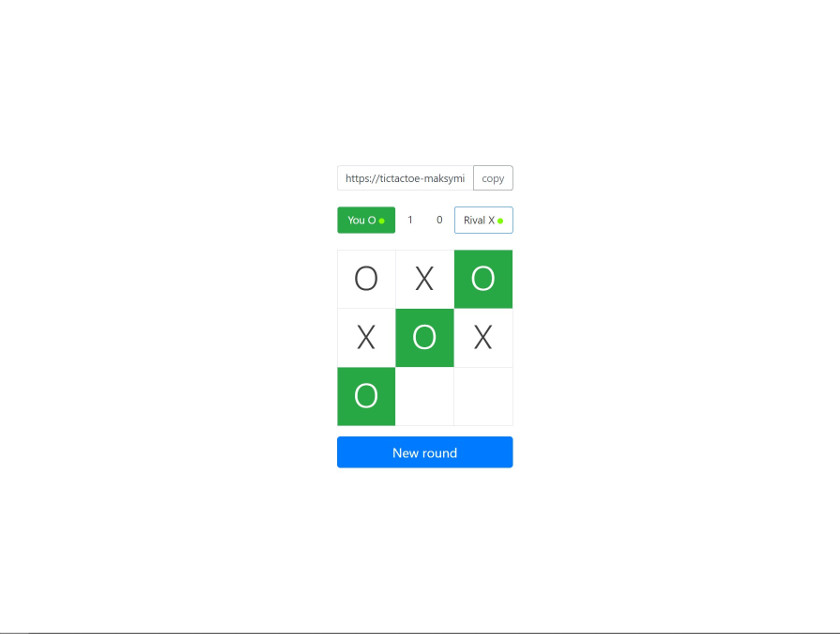 https://tictactoe-maksymi copy
You O 1 0 Rival X
O X O
X O X
O
New round